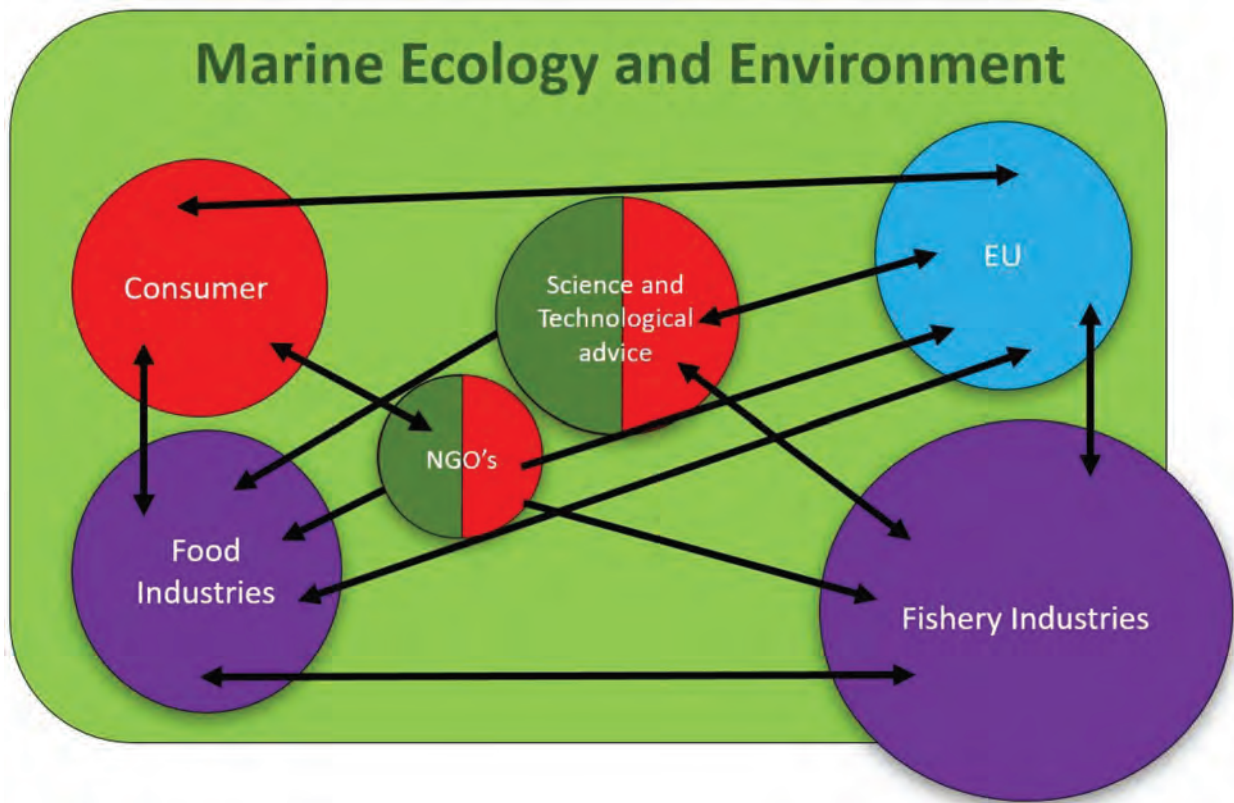 Marine Ecology and Environment
Consumer
Science and
Technological
advice
EU
NGO's
Food
Industries
Fishery Industries